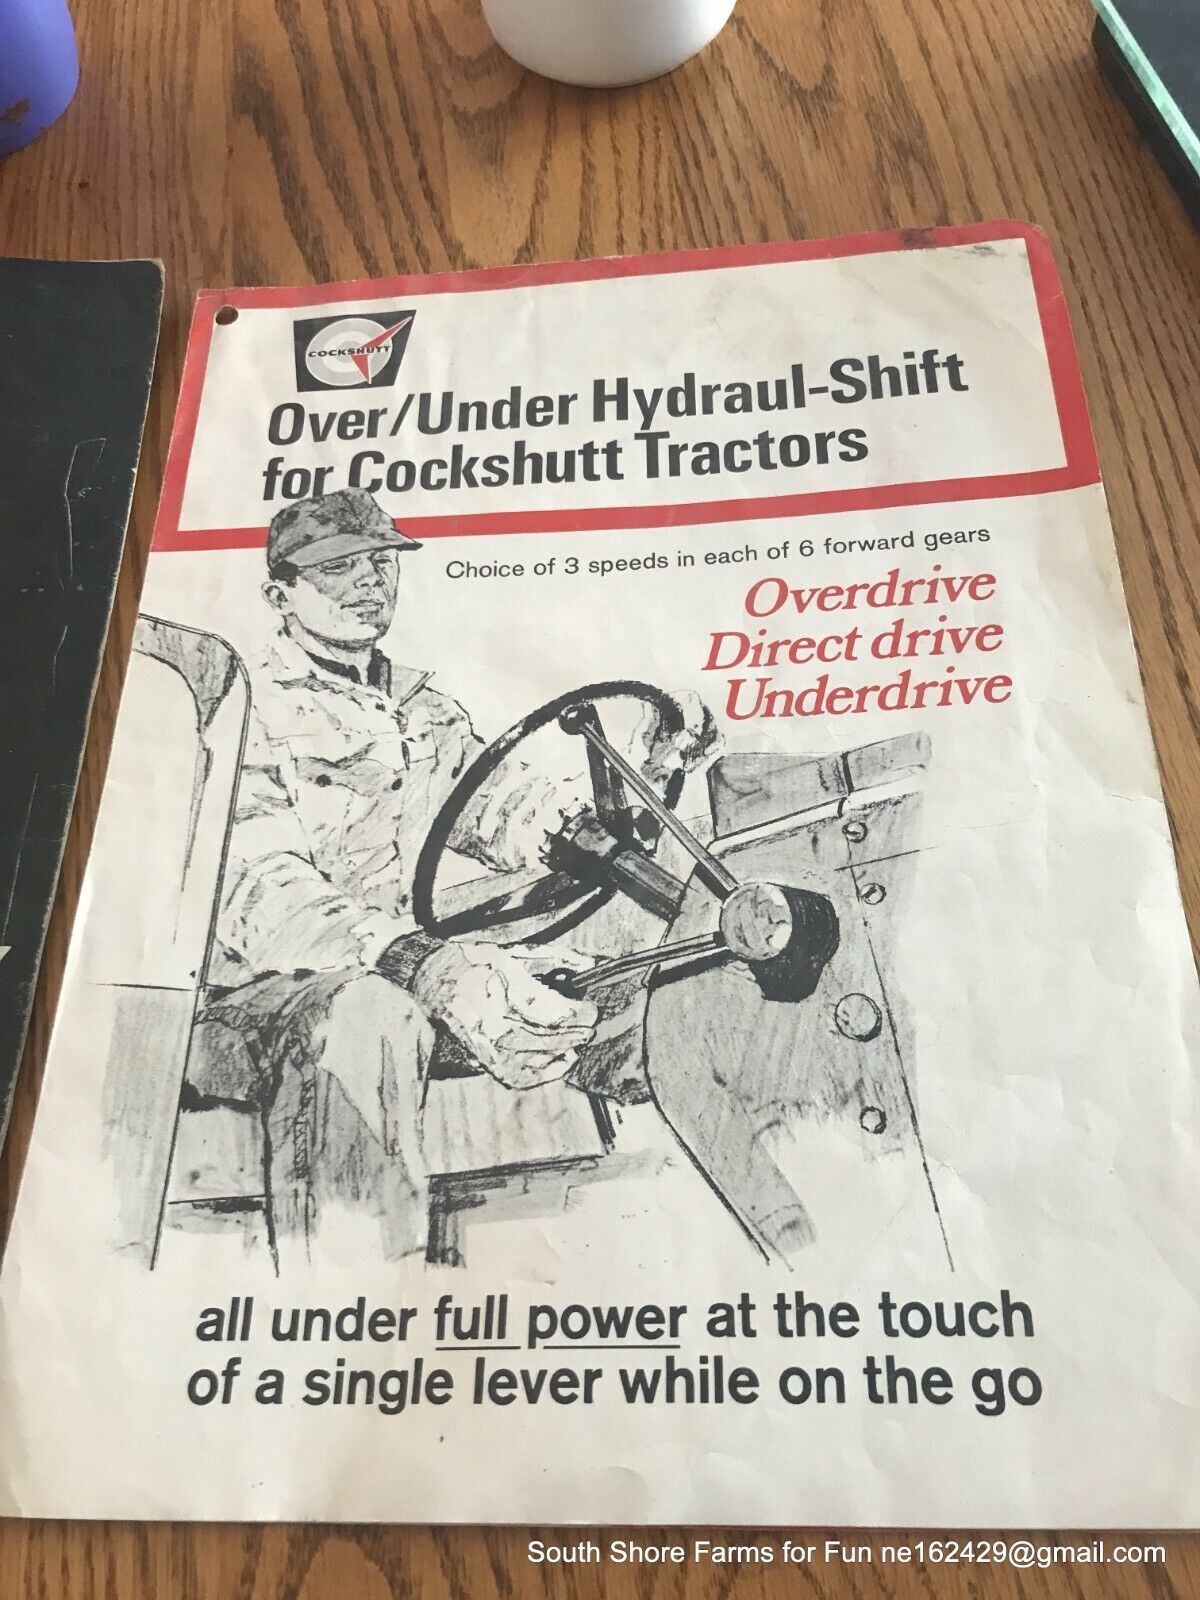 COCKSHUTT
Over/Under Hydraul-Shift
for Cockshutt Tractors
Choice of 3 speeds in each of 6 forward gears
Overdrive
Direct drive
Underdrive
all under full power at the touch
of a single lever while on the go
South Shore Farms for Fun ne162429@gmail.com